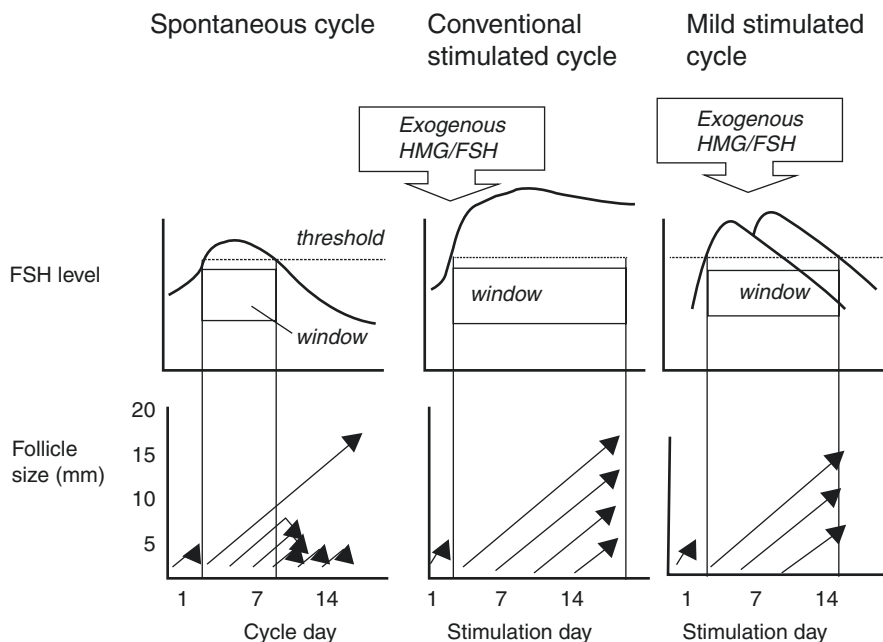 Spontaneous cycle
Conventional
stimulated cycle
Mild stimulated
cycle
Exogenous
HMG/FSH
Exogenous
HMG/FSH
FSH level
threshold
window
window
window
Follicle
size (mm)
20
15
10
5
1 7 14
Cycle day
1 7 14
Stimulation day
1 7 14
Stimulation day